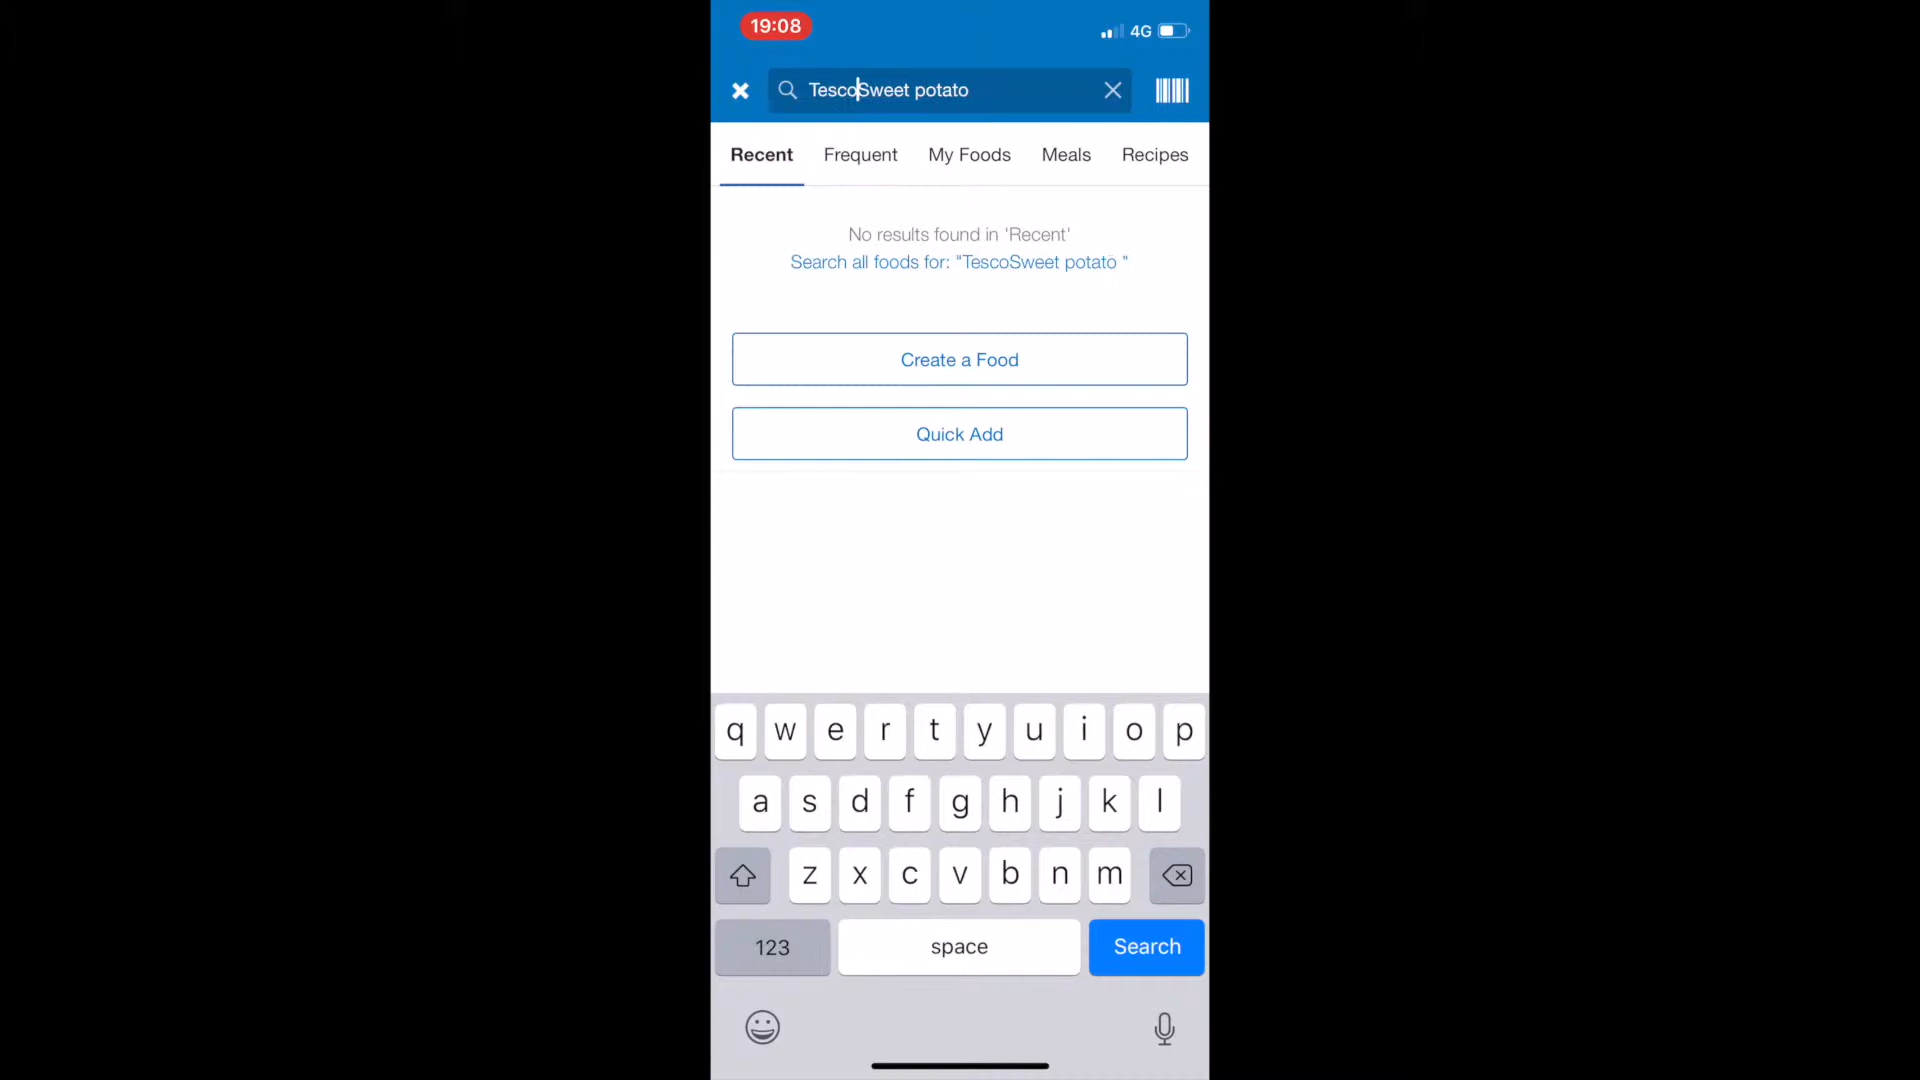 19:08
4G
TescoSweet potato
Recent Frequent My Foods Meals Recipes
No results found in 'Recent'
Search all foods for: "TescoSweet potato "
Create a Food
Quick Add
q w e r t y u i o p
a s d f g h j k l
z x c v b n m
123 space Search